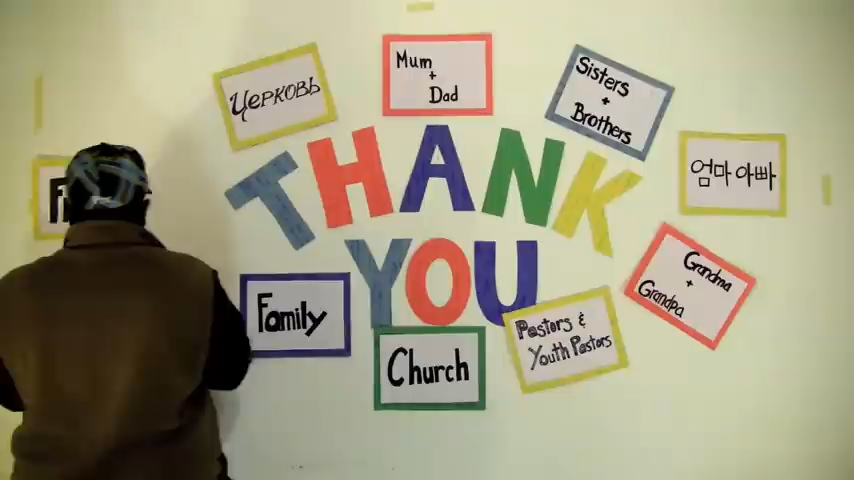 Церковь
Mum
+
Dad
Sisters
+
Brothers
엄마 아빠
THANK
YOU
Grandma
+
Grandpa
Family
Church
Pastors &
Youth Pastors